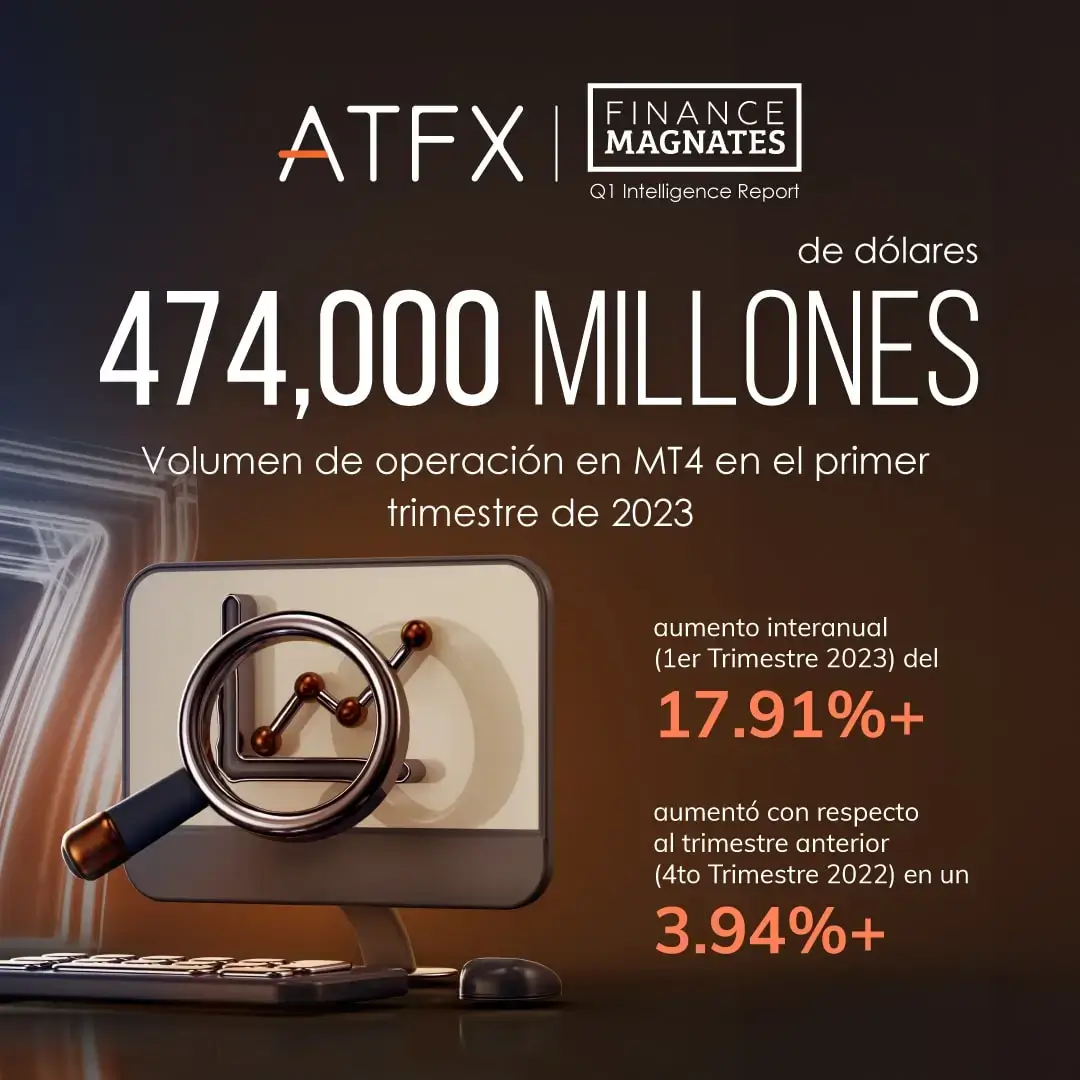 ATFX
FINANCE
MAGNATES
Q1 Intelligence Report
de dólares
474,000 MILLONES
Volumen de operación en MT4 en el primer
trimestre de 2023
aumento interanual
(1er Trimestre 2023) del
17.91%+
aumentó con respecto
al trimestre anterior
(4to Trimestre 2022) en un
3.94%+